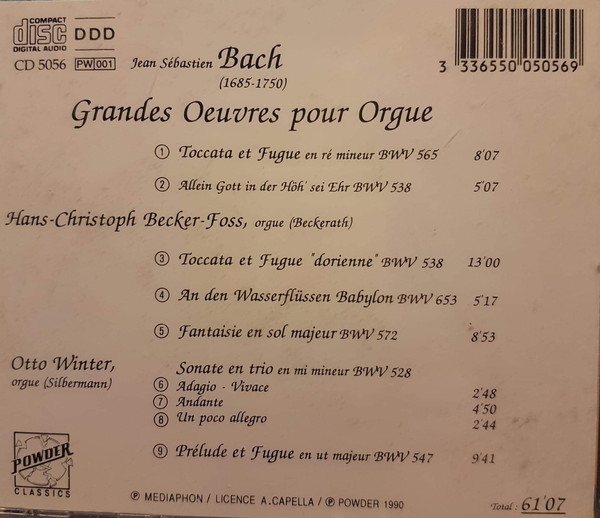 COMPACT
disc
DIGITAL AUDIO
DDD
CD 5056 PW 001
3 336550 050569
Jean Sébastien Bach
(1685-1750)
Grandes Oeuvres pour Orgue
① Toccata et Fugue en ré mineur BWV 565 8'07
② Allein Gott in der Höh' sei Ehr BWV 538 5'07
Hans-Christoph Becker-Foss, orgue (Beckerath)
③ Toccata et Fugue "dorienne" BWV 538 13'00
④ An den Wasserflüssen Babylon BWV 653 5'17
⑤ Fantaisie en sol majeur BWV 572 8'53
Otto Winter,
orgue (Silbermann)
Sonate en trio en mi mineur BWV 528
⑥ Adagio - Vivace 2'48
⑦ Andante 4'50
⑧ Un poco allegro 2'44
⑨ Prélude et Fugue en ut majeur BWV 547 9'41
POWDER
CLASSICS
℗ MEDIAPHON / LICENCE A.CAPELLA / ℗ POWDER 1990
Total : 61'07